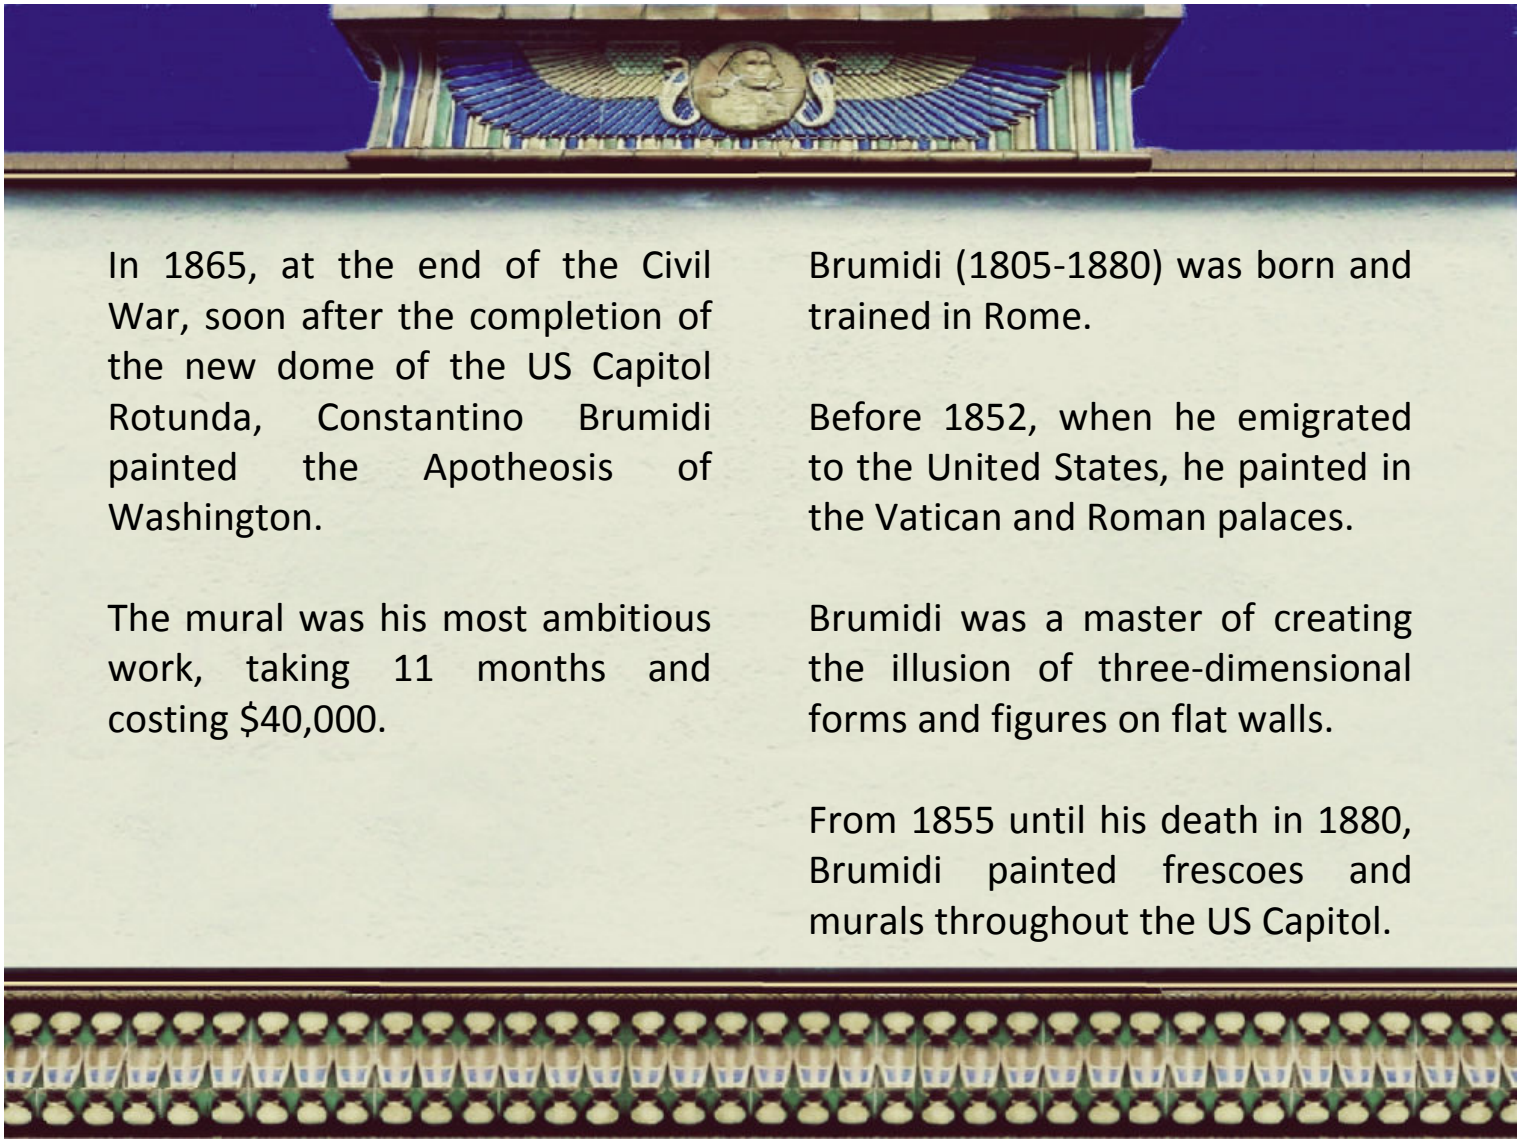 In 1865, at the end of the Civil
War, soon after the completion of
the new dome of the US Capitol
Rotunda, Constantino Brumidi
painted the Apotheosis of
Washington.
The mural was his most ambitious
work, taking 11 months and
costing $40,000.
Brumidi (1805-1880) was born and
trained in Rome.
Before 1852, when he emigrated
to the United States, he painted in
the Vatican and Roman palaces.
Brumidi was a master of creating
the illusion of three-dimensional
forms and figures on flat walls.
From 1855 until his death in 1880,
Brumidi painted frescoes and
murals throughout the US Capitol.